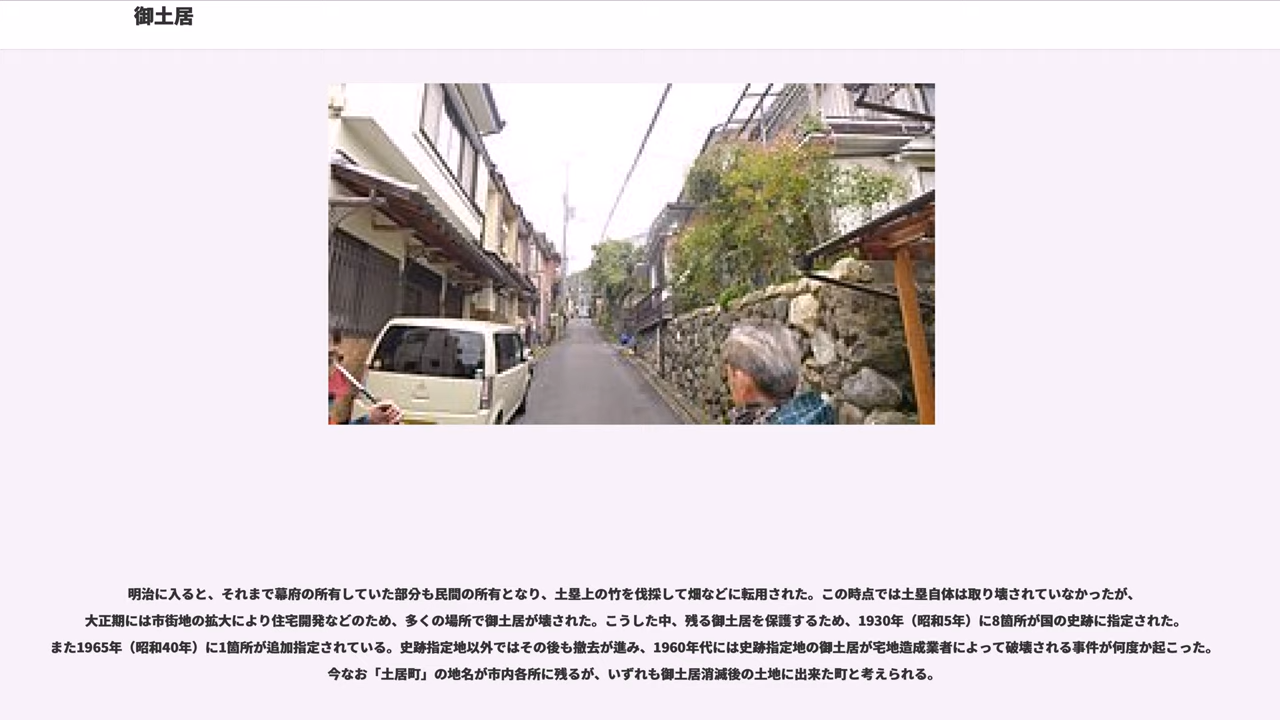 御土居
明治に入ると、それまで幕府の所有していた部分も民間の所有となり、土塁上の竹を伐採して畑などに転用された。この時点では土塁自体は取り壊されていなかったが、
大正期には市街地の拡大により住宅開発などのため、多くの場所で御土居が壊された。こうした中、残る御土居を保護するため、1930年（昭和5年）に8箇所が国の史跡に指定された。
また1965年（昭和40年）に1箇所が追加指定されている。史跡指定地以外ではその後も撤去が進み、1960年代には史跡指定地の御土居が宅地造成業者によって破壊される事件が何度か起こった。
今なお「土居町」の地名が市内各所に残るが、いずれも御土居消滅後の土地に出来た町と考えられる。